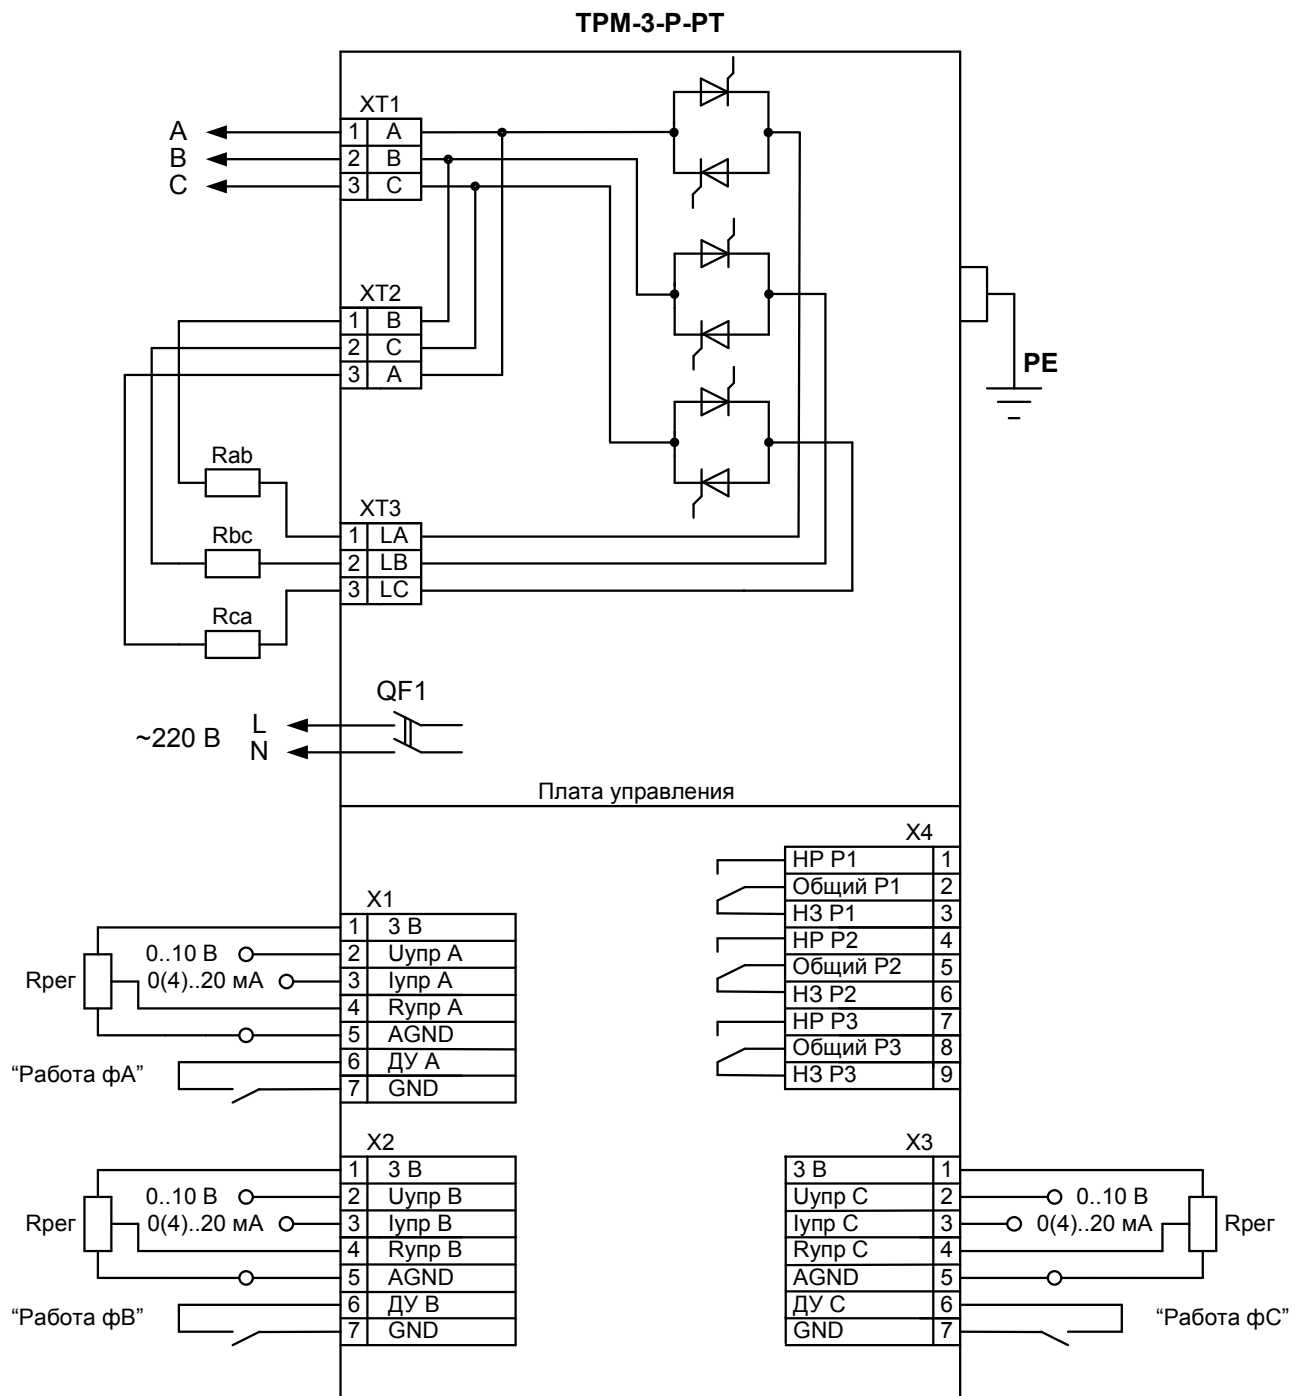 ТРМ-3-Р-РТ
XT1
A 1 A
B 2 B
C 3 C
XT2
1 B
2 C
3 A
PE
Rab
Rbc
Rca
XT3
1 LA
2 LB
3 LC
QF1
~220 В L
N
Плата управления
X4
НР Р1 1
Общий Р1 2
НЗ Р1 3
НР Р2 4
Общий Р2 5
НЗ Р2 6
НР Р3 7
Общий Р3 8
НЗ Р3 9
X1
1 3 В
0..10 В 2 Uупр А
Rрег 0(4)..20 мА 3 Iупр А
4 Rупр А
5 AGND
“Работа фА” 6 ДУ А
7 GND
X2
1 3 В
0..10 В 2 Uупр В
Rрег 0(4)..20 мА 3 Iупр В
4 Rупр В
5 AGND
“Работа фВ” 6 ДУ В
7 GND
X3
3 В 1
Uупр С 2 0..10 В
Iупр С 3 0(4)..20 мА Rрег
Rупр С 4
AGND 5
ДУ С 6 “Работа фС”
GND 7